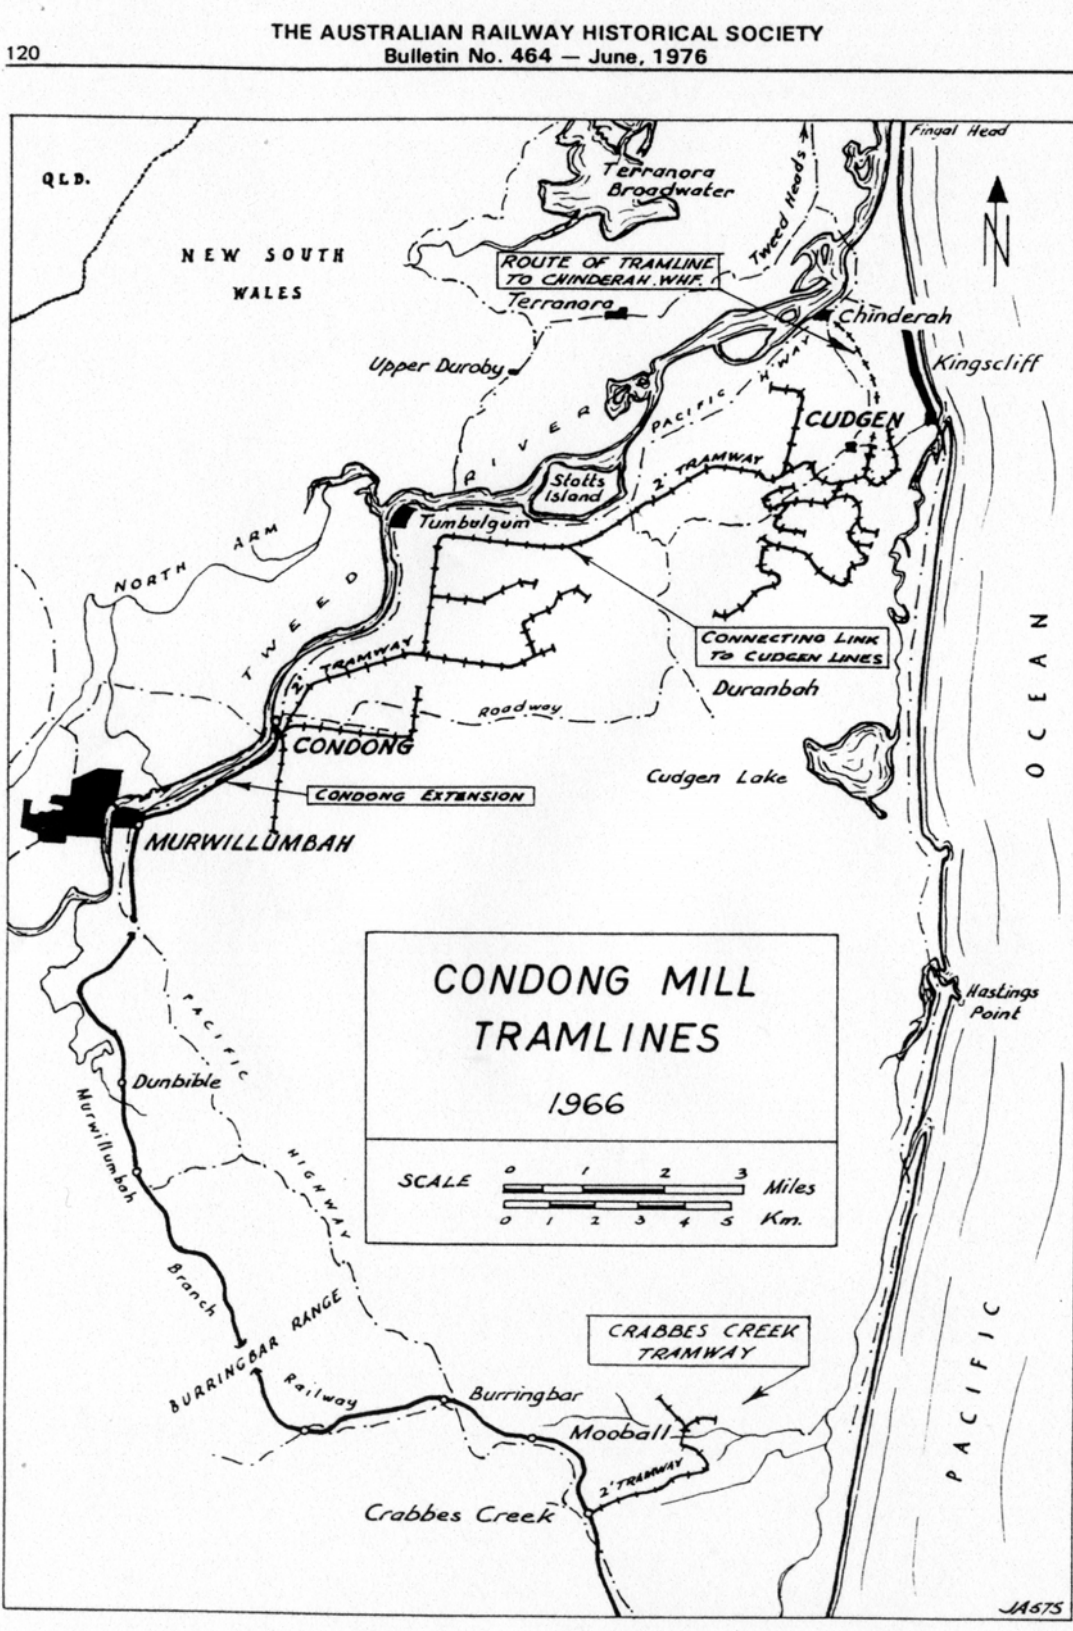 THE AUSTRALIAN RAILWAY HISTORICAL SOCIETY
120
Bulletin No. 464 — June, 1976
Fingal Head
QLD.
Terranora
Broadwater
Tweed Heads
NEW SOUTH
WALES
N
ROUTE OF TRAMLINE
TO CHINDERAH.WHF.
Terranora
Chinderah
Kingscliff
Upper Duroby
RIVER
PACIFIC
HWAY
CUDGEN
2' TRAMWAY
Stotts
Island
Tumbulgum
NORTH ARM
TWEED
CONNECTING LINK
TO CUDGEN LINES
2' TRAMWAY
Duranbah
Roadway
CONDONG
Cudgen Lake
CONDONG EXTENSION
MURWILLUMBAH
OCEAN
CONDONG MILL
TRAMLINES
1966
SCALE
0 1 2 3
Miles
0 1 2 3 4 5
Km.
Hastings
Point
PACIFIC
Dunbible
Murwillumbah
HIGHWAY
Branch
BURRINGBAR RANGE
Railway
CRABBES CREEK
TRAMWAY
Burringbar
Mooball
2' TRAMWAY
Crabbes Creek
PACIFIC
JA575